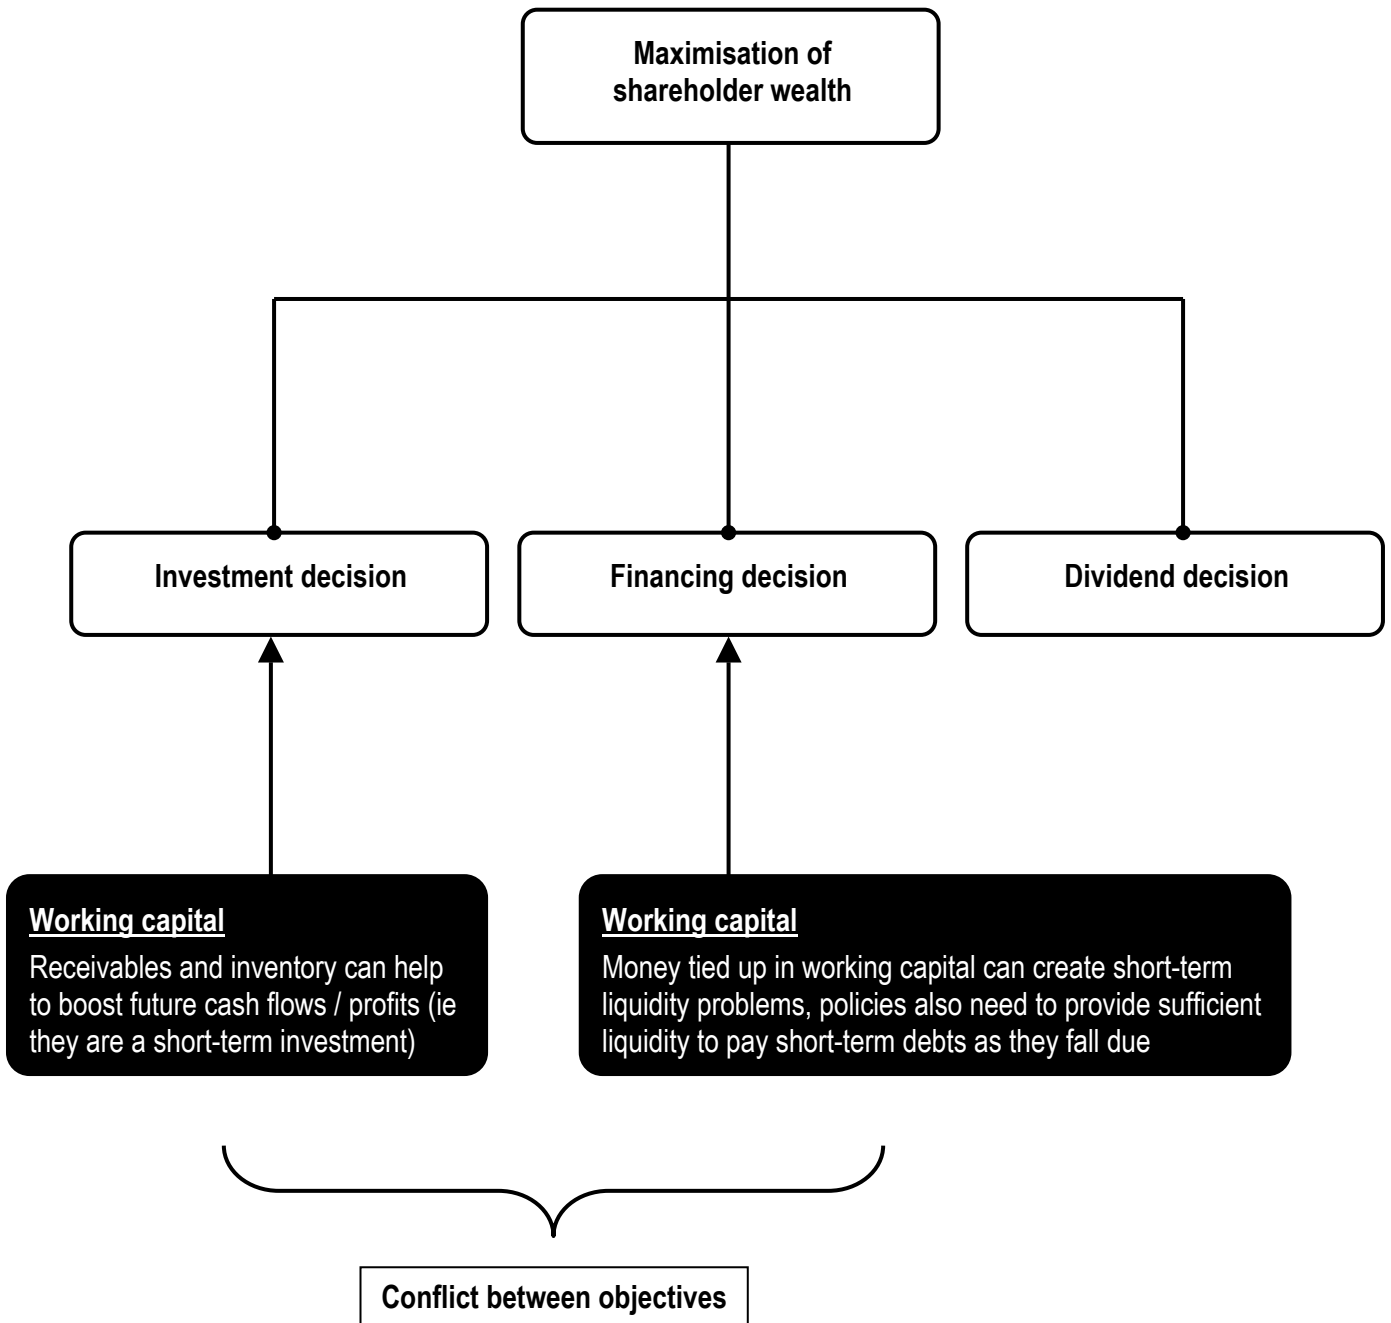 Maximisation of
shareholder wealth
Investment decision
Financing decision
Dividend decision
Working capital
Receivables and inventory can help
to boost future cash flows / profits (ie
they are a short-term investment)
Working capital
Money tied up in working capital can create short-term
liquidity problems, policies also need to provide sufficient
liquidity to pay short-term debts as they fall due
Conflict between objectives